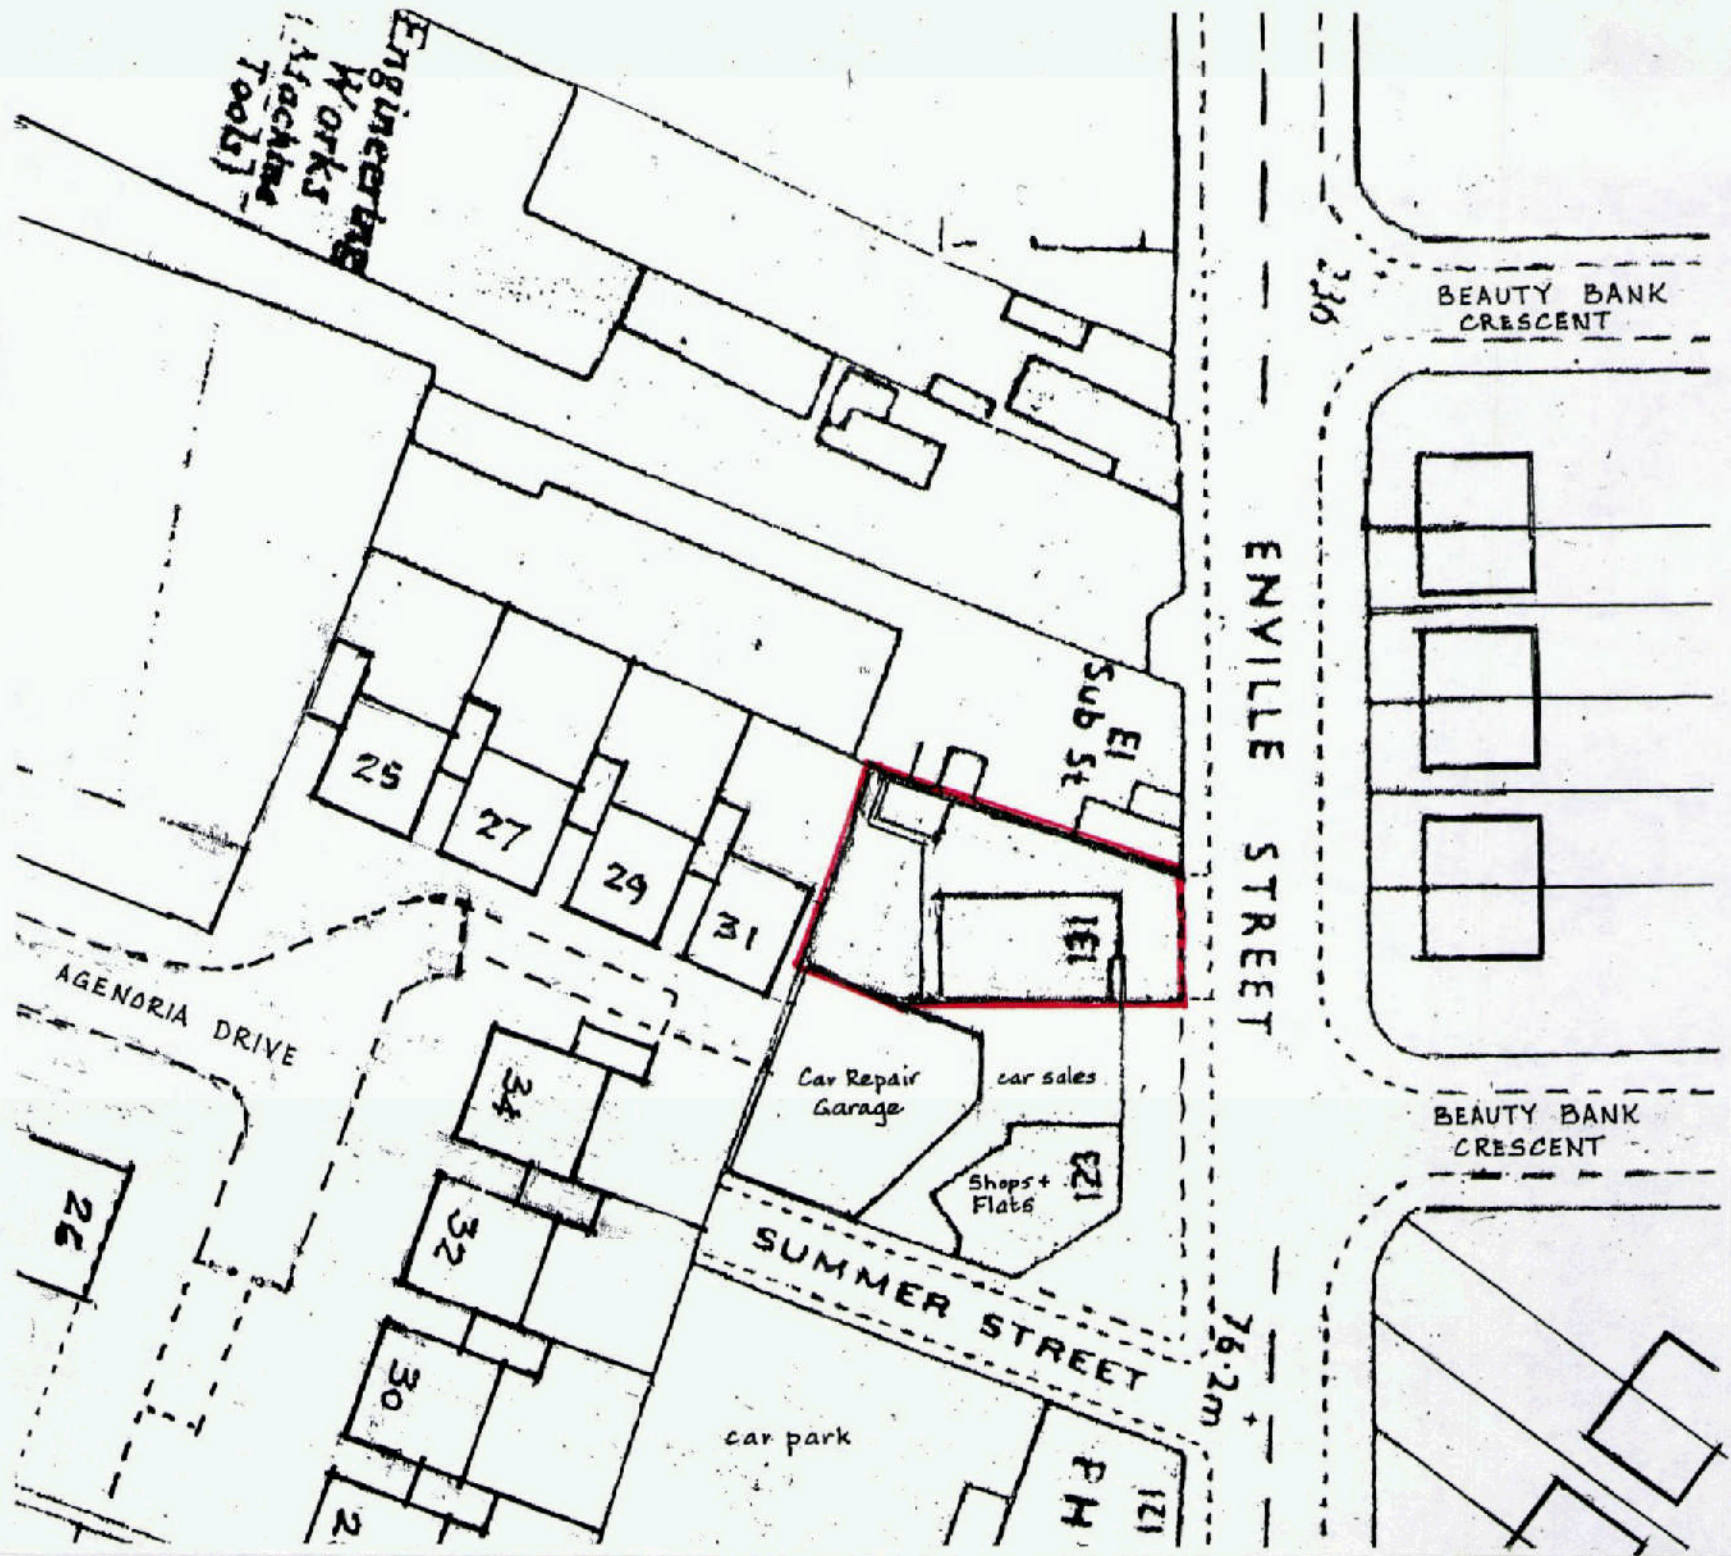 Engineering
Works
(Machine
Tools)
BEAUTY BANK
CRESCENT
236
ENVILLE STREET
El
Sub St
25
27
29
31
131
AGENORIA DRIVE
34
Car Repair
Garage
car sales
BEAUTY BANK
CRESCENT
123
Shops +
Flats
26
32
SUMMER STREET
76.2m
30
car park
2
PH
121